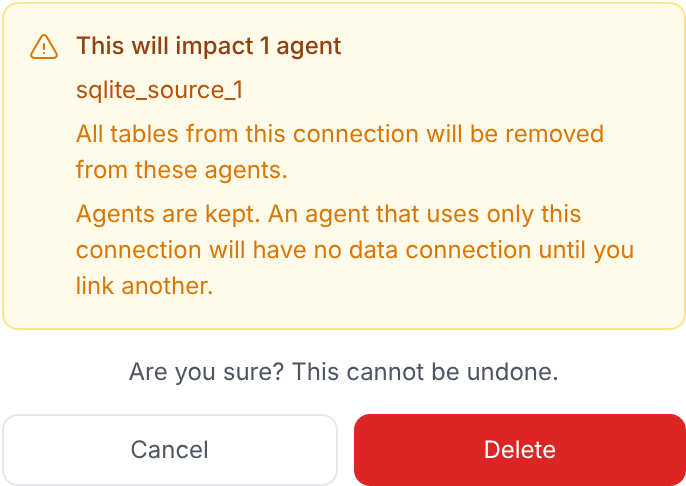 This will impact 1 agent
sqlite_source_1
All tables from this connection will be removed
from these agents.
Agents are kept. An agent that uses only this
connection will have no data connection until you
link another.
Are you sure? This cannot be undone.
Cancel
Delete